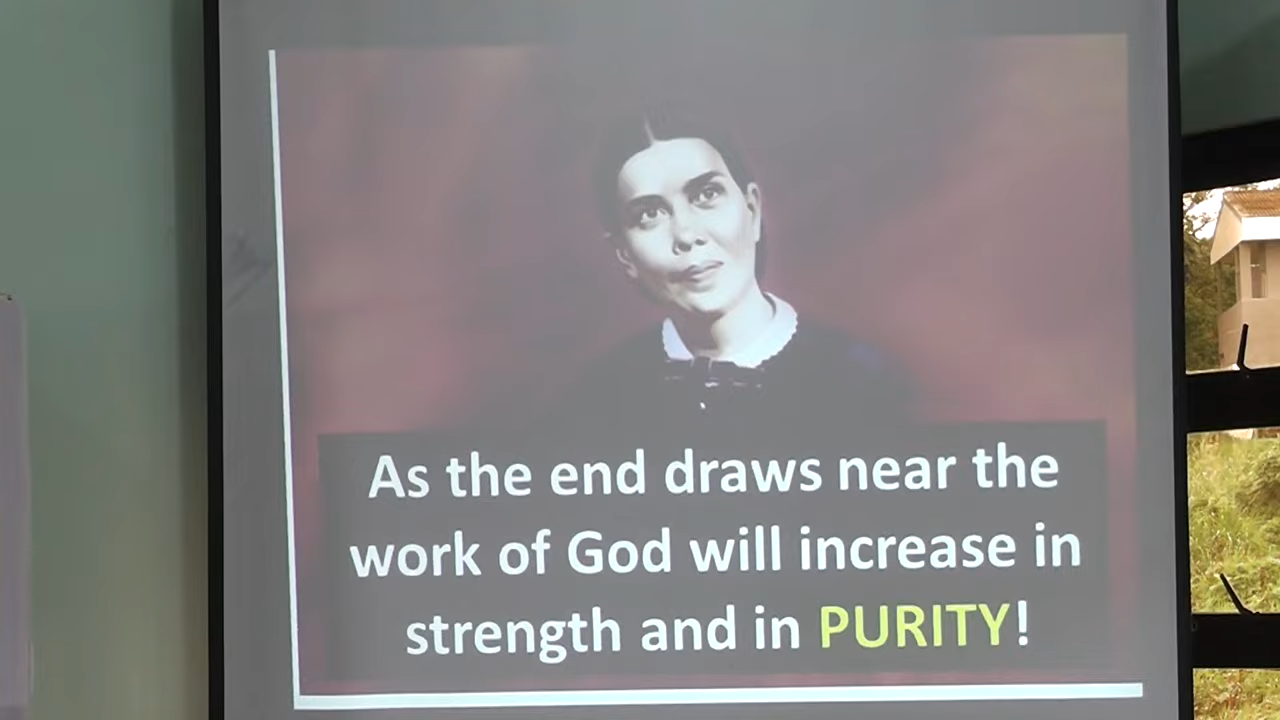 As the end draws near the
work of God will increase in
strength and in PURITY!